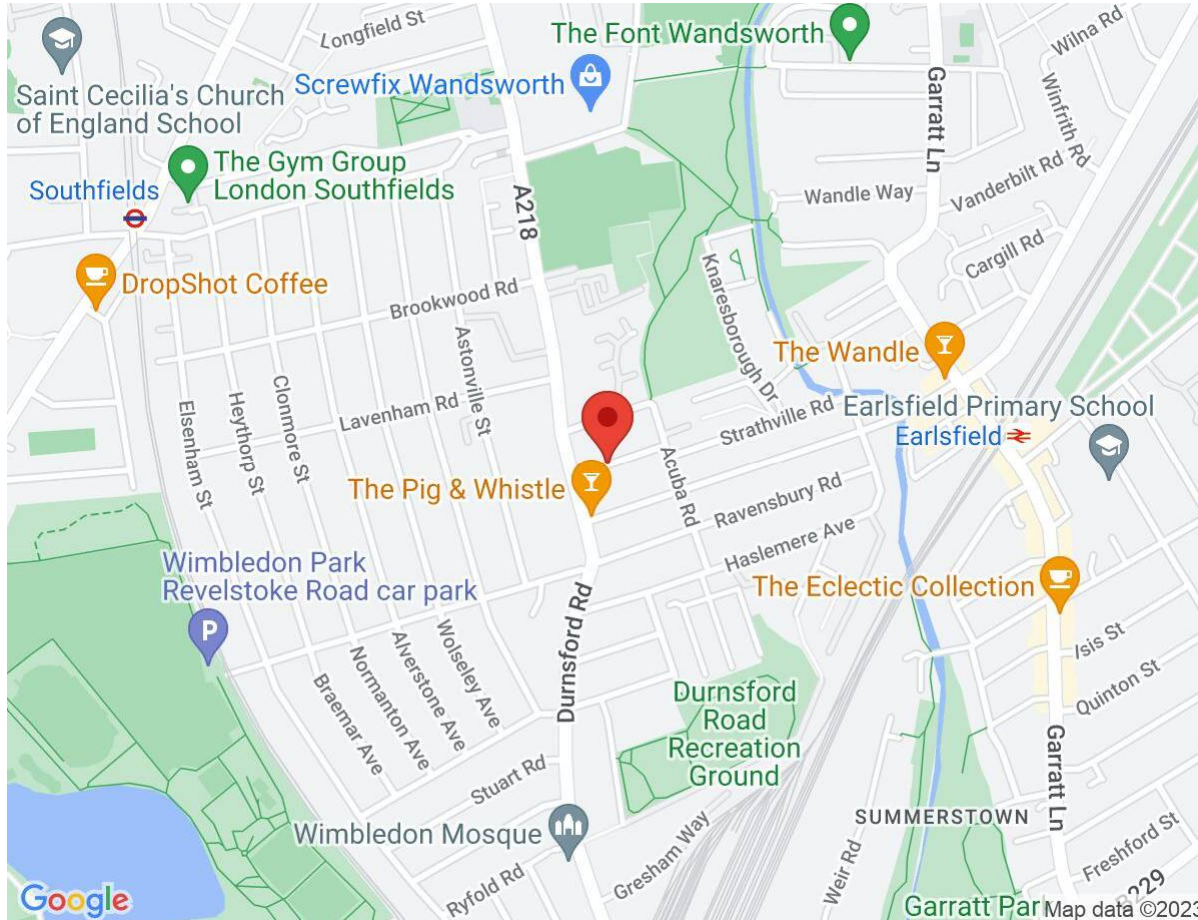 Longfield St
The Font Wandsworth
Wilna Rd
Saint Cecilia's Church
of England School
Screwfix Wandsworth
Garratt Ln
Winfrith Rd
The Gym Group
London Southfields
Southfields
A218
Wandle Way
Vanderbilt Rd
Cargill Rd
DropShot Coffee
Brookwood Rd
Knaresborough Dr
Astonville St
The Wandle
Elsenham St
Heythorp St
Clonmore St
Lavenham Rd
Strathville Rd
Earlsfield Primary School
Earlsfield
The Pig & Whistle
Acuba Rd
Ravensbury Rd
Haslemere Ave
Wimbledon Park
Revelstoke Road car park
P
The Eclectic Collection
Durnsford Rd
Wolseley Ave
Alverstone Ave
Normanton Ave
Braemar Ave
Isis St
Quinton St
Durnsford
Road
Recreation
Ground
Stuart Rd
Garratt Ln
Wimbledon Mosque
SUMMERSTOWN
Gresham Way
Weir Rd
Freshford St
Ryfold Rd
B229
Google
Garratt Par
Map data ©2023